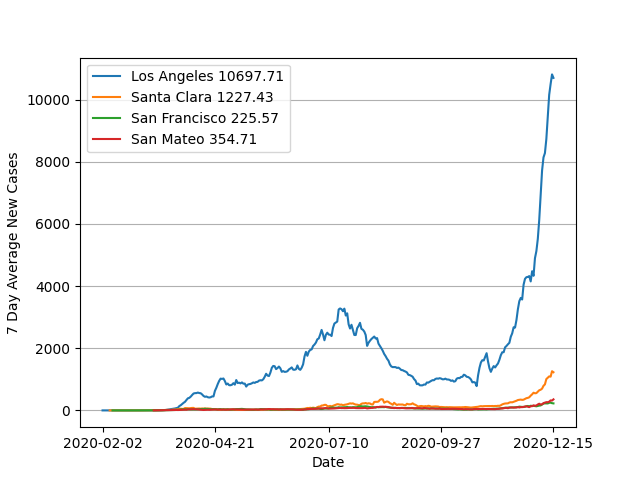 Los Angeles 10697.71
Santa Clara 1227.43
San Francisco 225.57
San Mateo 354.71
10000
8000
6000
4000
2000
0
7 Day Average New Cases
2020-02-02 2020-04-21 2020-07-10 2020-09-27 2020-12-15
Date